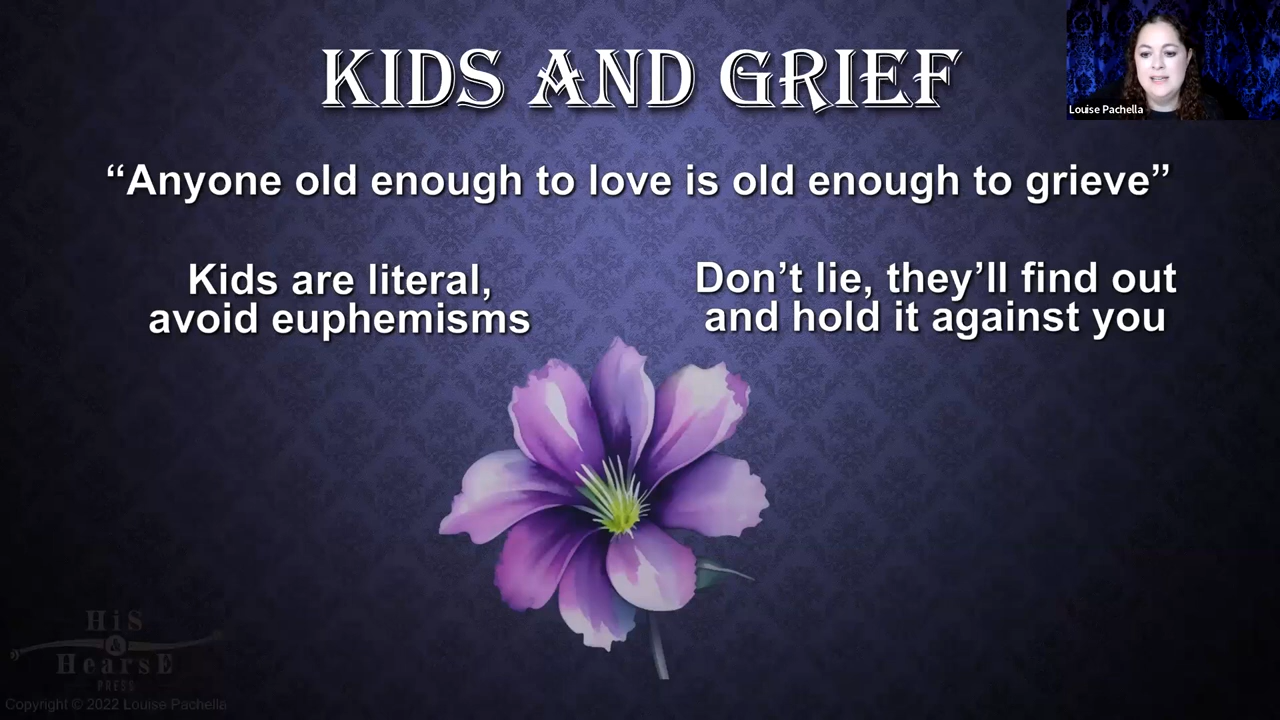 KIDS AND GRIEF
Louise Pachella
“Anyone old enough to love is old enough to grieve”
Kids are literal,
avoid euphemisms
Don’t lie, they’ll find out
and hold it against you
HiS
&
HearsE
PRESS
Copyright © 2022 Louise Pachella